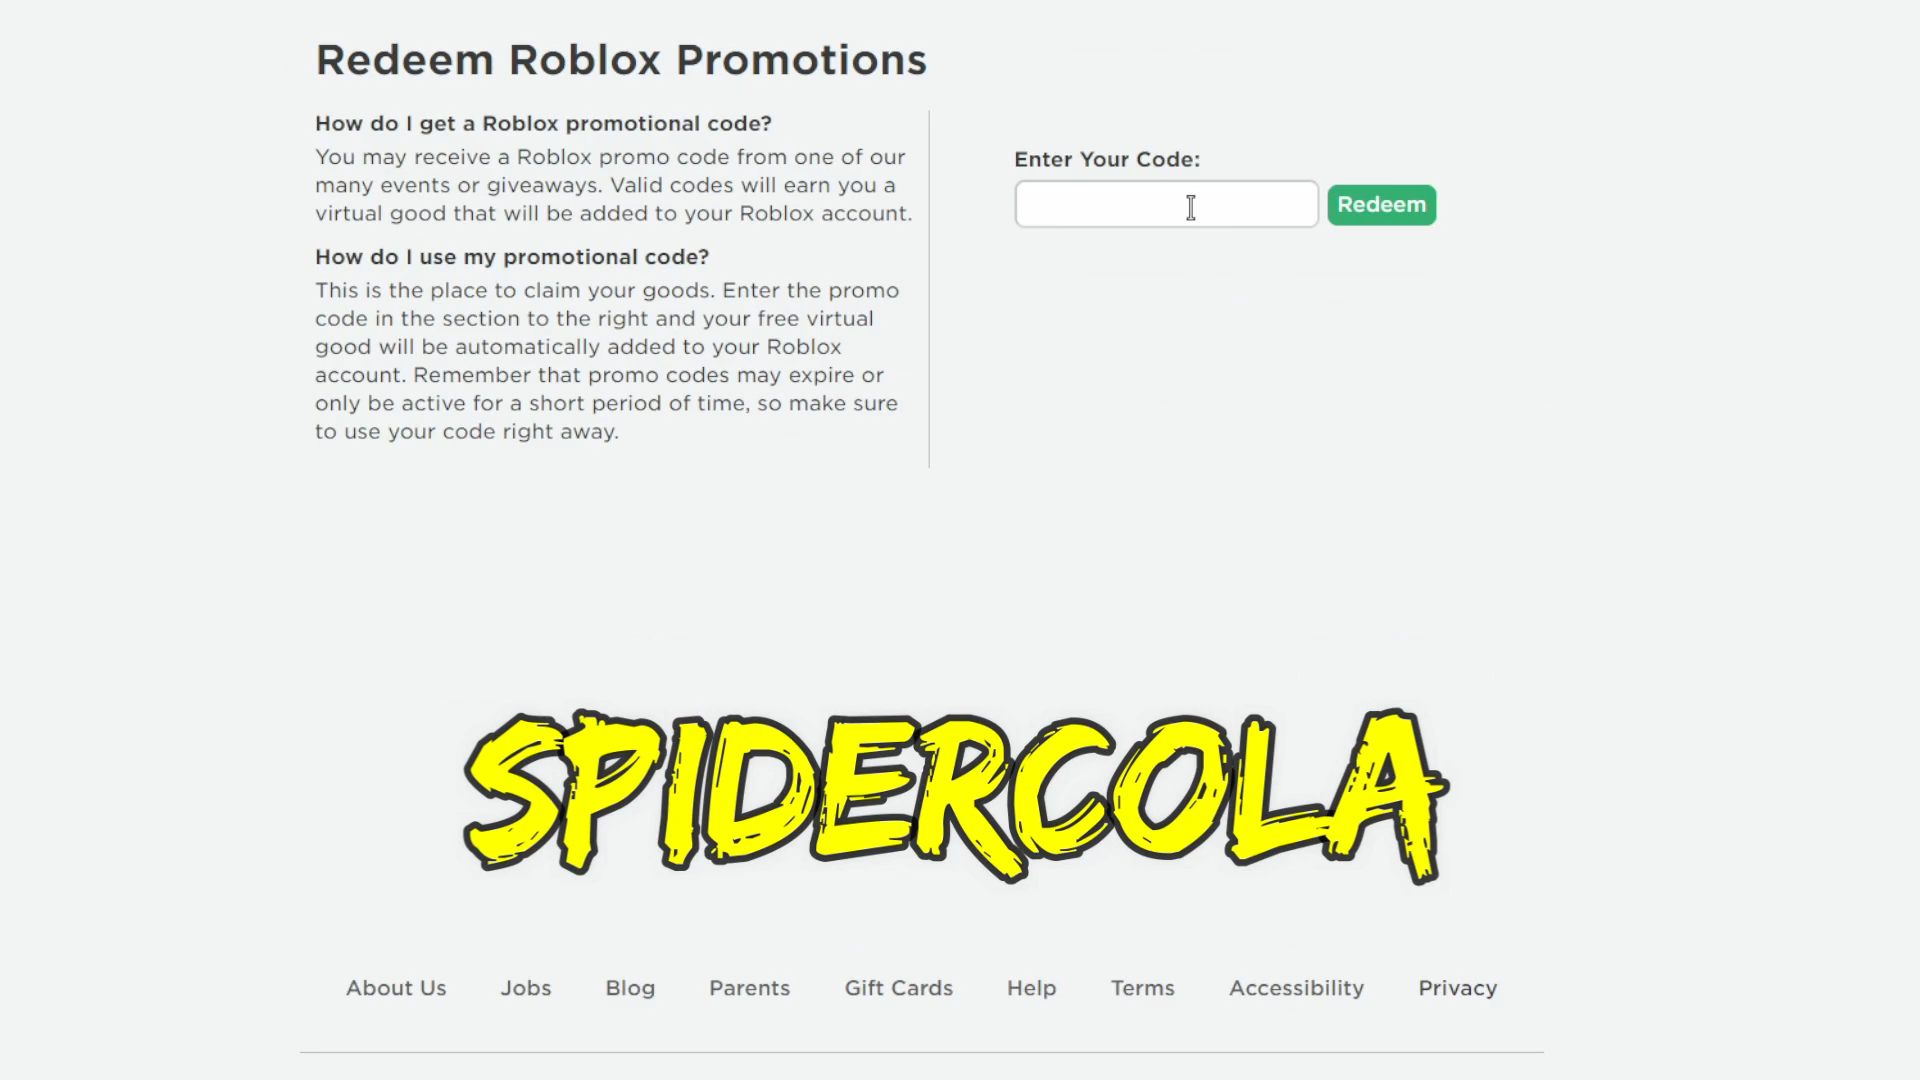 Redeem Roblox Promotions
How do I get a Roblox promotional code?
You may receive a Roblox promo code from one of our
many events or giveaways. Valid codes will earn you a
virtual good that will be added to your Roblox account.
How do I use my promotional code?
This is the place to claim your goods. Enter the promo
code in the section to the right and your free virtual
good will be automatically added to your Roblox
account. Remember that promo codes may expire or
only be active for a short period of time, so make sure
to use your code right away.
Enter Your Code:
Redeem
SPIDERCOLA
About Us Jobs Blog Parents Gift Cards Help Terms Accessibility Privacy